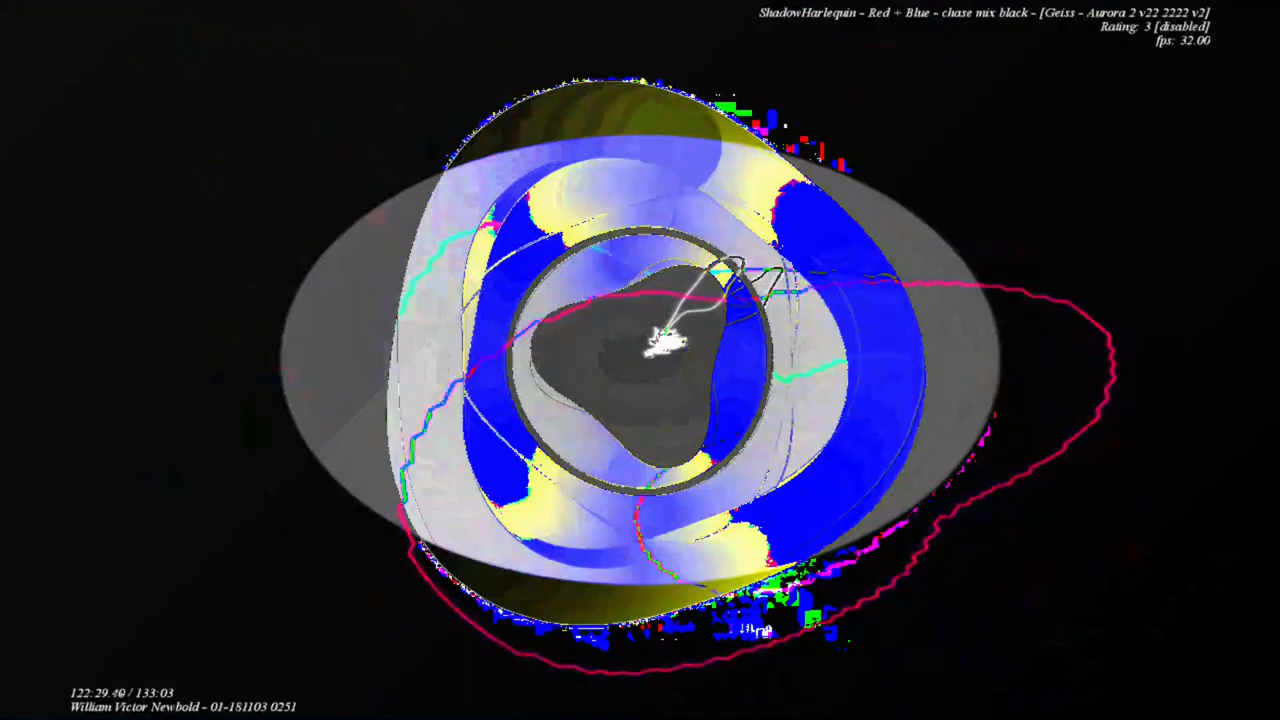 ShadowHarlequin - Red + Blue - chase mix black - [Geiss - Aurora 2 v22 2222 v2]
Rating: 3 [disabled]
fps: 32.00
122:29.40 / 133:03
William Victor Newbold - 01-181103 0251